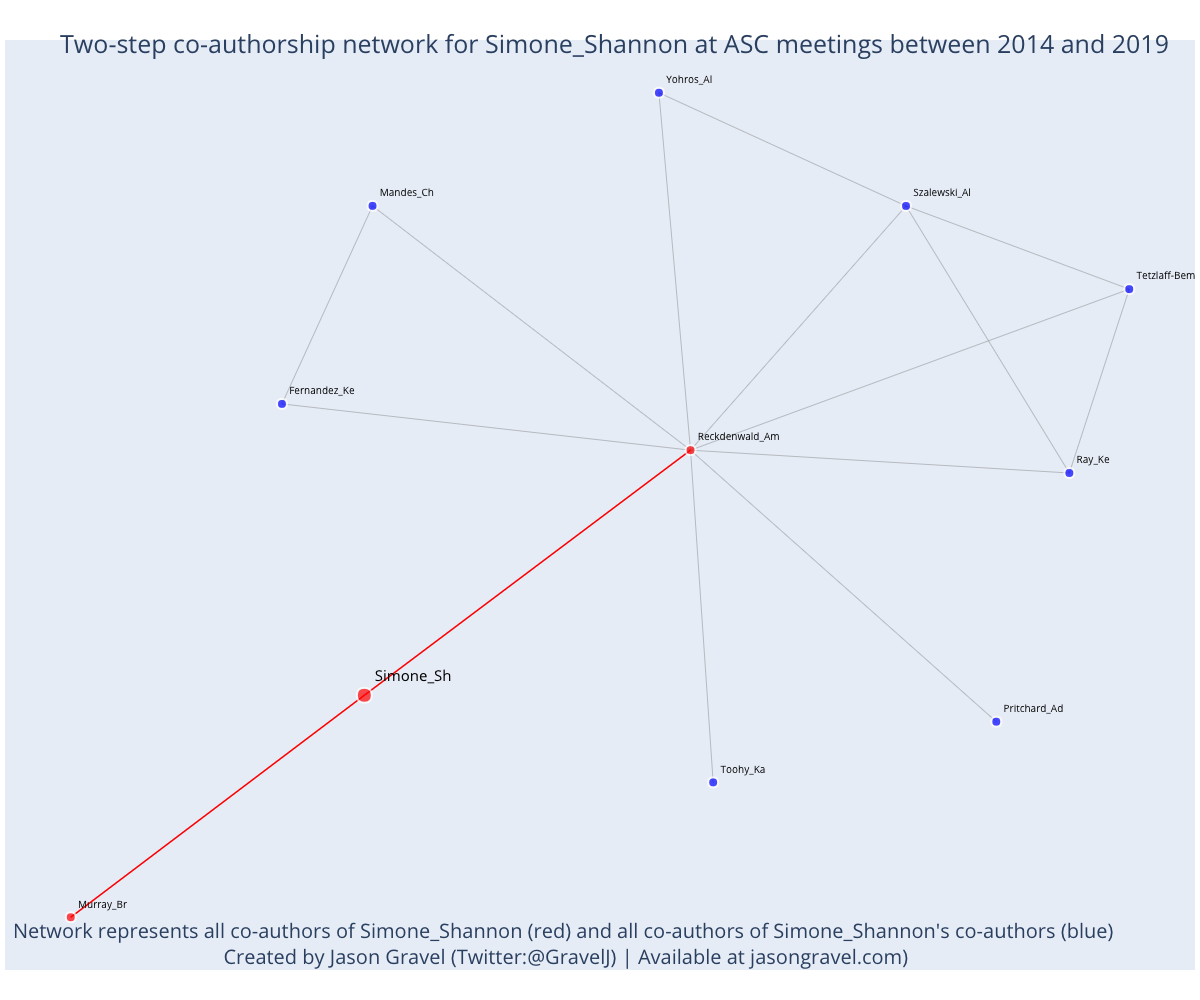 Two-step co-authorship network for Simone_Shannon at ASC meetings between 2014 and 2019
Yohros_Al
Mandes_Ch
Szalewski_Al
Tetzlaff-Bem
Fernandez_Ke
Reckdenwald_Am
Ray_Ke
Simone_Sh
Pritchard_Ad
Toohy_Ka
Murray_Br
Network represents all co-authors of Simone_Shannon (red) and all co-authors of Simone_Shannon's co-authors (blue)
Created by Jason Gravel (Twitter:@GravelJ) | Available at jasongravel.com)